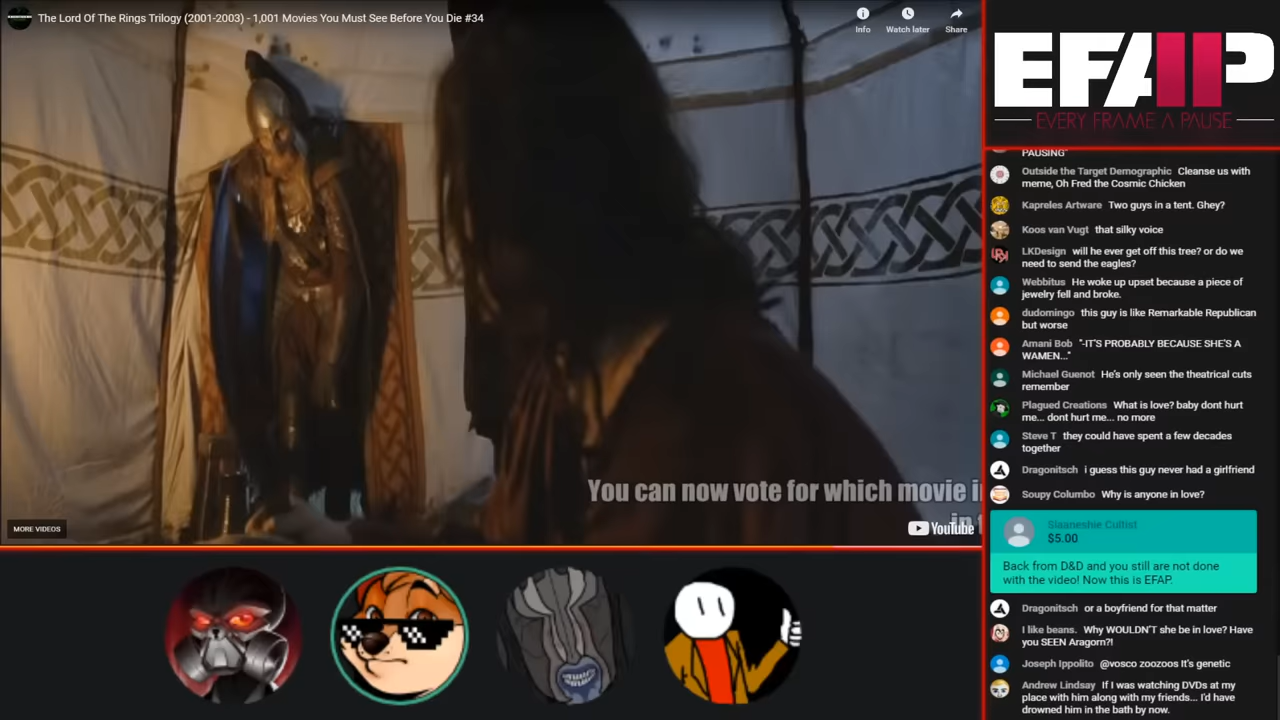 The Lord Of The Rings Trilogy (2001-2003) - 1,001 Movies You Must See Before You Die #34
Info
Watch later
Share
EFAP
EVERY FRAME A PAUSE
PAUSING"
Outside the Target Demographic Cleanse us with
meme, Oh Fred the Cosmic Chicken
Kapreles Artware Two guys in a tent. Ghey?
Koos van Vugt that silky voice
LKDesign will he ever get off this tree? or do we
need to send the eagles?
Webbitus He woke up upset because a piece of
jewelry fell and broke.
dudomingo this guy is like Remarkable Republican
but worse
Amani Bob "-IT'S PROBABLY BECAUSE SHE'S A
WAMEN..."
Michael Guenot He's only seen the theatrical cuts
remember
Plagued Creations What is love? baby dont hurt
me... dont hurt me... no more
Steve T they could have spent a few decades
together
Dragonitsch i guess this guy never had a girlfriend
Soupy Columbo Why is anyone in love?
Slaaneshie Cultist
$5.00
Back from D&D and you still are not done
with the video! Now this is EFAP.
Dragonitsch or a boyfriend for that matter
I like beans. Why WOULDN'T she be in love? Have
you SEEN Aragorn?!
Joseph Ippolito @vosco zoozoos It's genetic
Andrew Lindsay If I was watching DVDs at my
place with him along with my friends... I'd have
drowned him in the bath by now.
You can now vote for which movie
MORE VIDEOS
YouTube